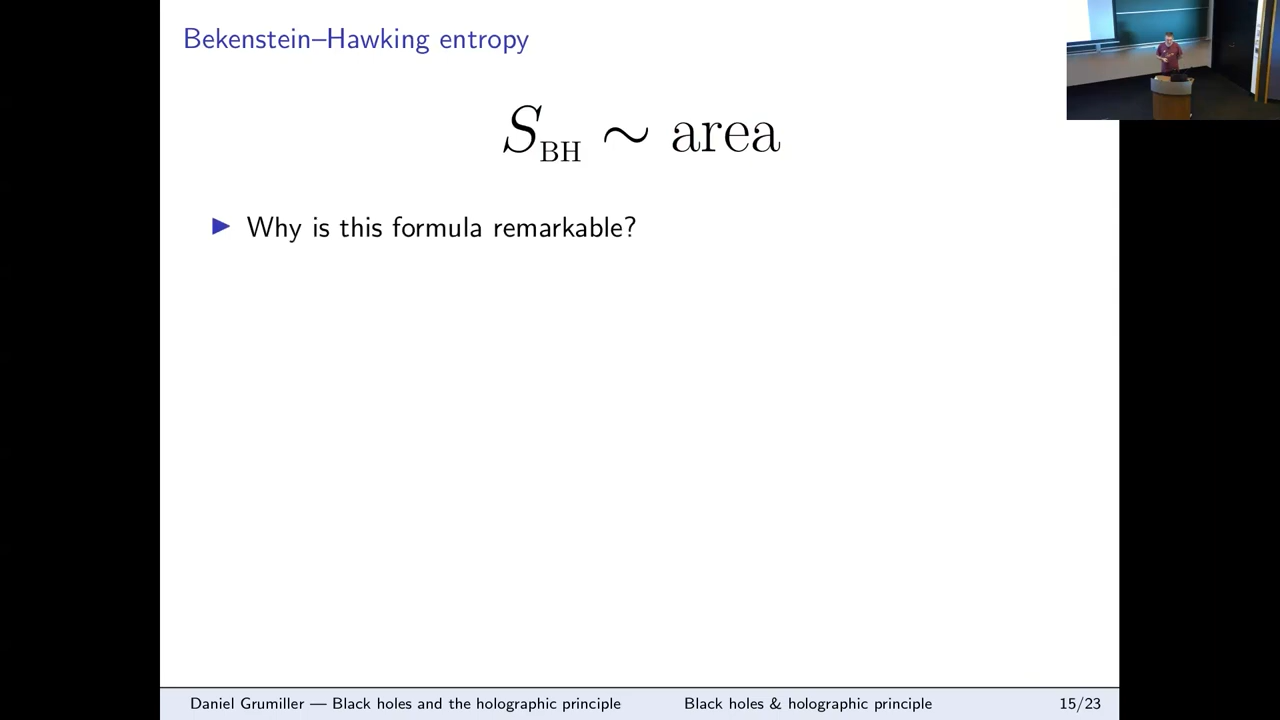 Bekenstein–Hawking entropy
S_BH ∼ area
▶ Why is this formula remarkable?
Daniel Grumiller — Black holes and the holographic principle Black holes & holographic principle 15/23